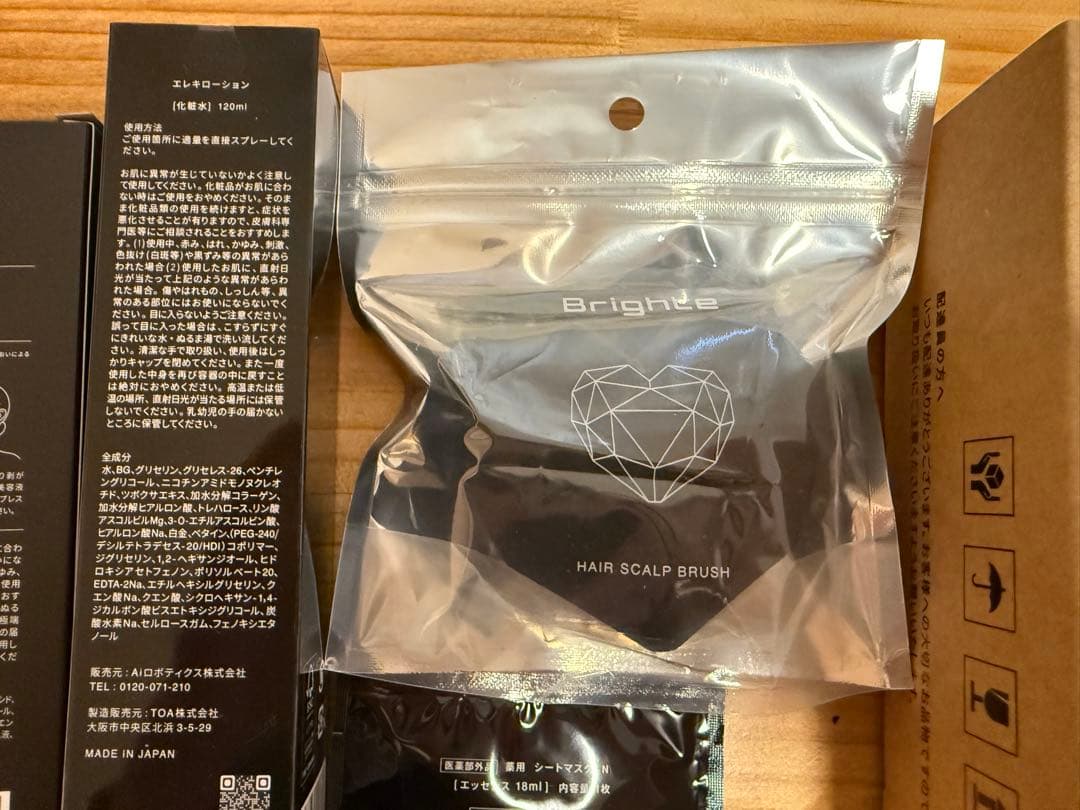 エレキローション
[化粧水] 120ml
使用方法
ご使用箇所に適量を直接スプレーしてく
ださい。
お肌に異常が生じていないかよく注意し
て使用してください。化粧品がお肌に合わ
ない時はご使用をおやめください。そのま
ま化粧品類の使用を続けますと、症状を
悪化させることが有りますので、皮膚科専
門医等にご相談されることをおすすめしま
す。(1)使用中、赤み、はれ、かゆみ、刺激、
色抜け(白斑等)や黒ずみ等の異常があら
われた場合(2)使用したお肌に、直射日
光が当たって上記のような異常があらわ
れた場合。傷やはれもの、しっしん等、異
常のある部位にはお使いにならないでく
ださい。目に入らないようご注意ください。
誤って目に入った場合は、こすらずにすぐ
にきれいな水・ぬるま湯で洗い流してくだ
さい。清潔な手で取り扱い、使用後はしっ
かりキャップを閉めてください。また一度
使用した中身を再び容器の中に戻すこと
は絶対におやめください。高温または低
温の場所、直射日光が当たる場所には保管
しないでください。乳幼児の手の届かない
ところに保管してください。
全成分
水、BG、グリセリン、グリセレス-26、ペンチレ
ングリコール、ニコチンアミドモノヌクレオ
チド、ツボクサエキス、加水分解コラーゲン、
加水分解ヒアルロン酸、トレハロース、リン酸
アスコルビルMg、3-O-エチルアスコルビン酸、
ヒアルロン酸Na、白金、ベタイン、(PEG-240/
デシルテトラデセス-20/HDI)コポリマー、
ジグリセリン、1,2-ヘキサンジオール、ヒド
ロキシアセトフェノン、ポリソルベート20、
EDTA-2Na、エチルヘキシルグリセリン、ク
エン酸Na、クエン酸、シクロヘキサン-1,4-
ジカルボン酸ビスエトキシジグリコール、炭
酸水素Na、セルロースガム、フェノキシエタ
ノール
販売元：AIロボティクス株式会社
TEL：0120-071-210
製造販売元：TOA株式会社
大阪市中央区北浜3-5-29
MADE IN JAPAN
Brighte
HAIR SCALP BRUSH
医薬部外品 薬用 シートマスク N
[エッセンス 18ml] 内容量 1枚
配達員の方へ
いつも配達ありがとうございます。お客様への大切なお品物ですの